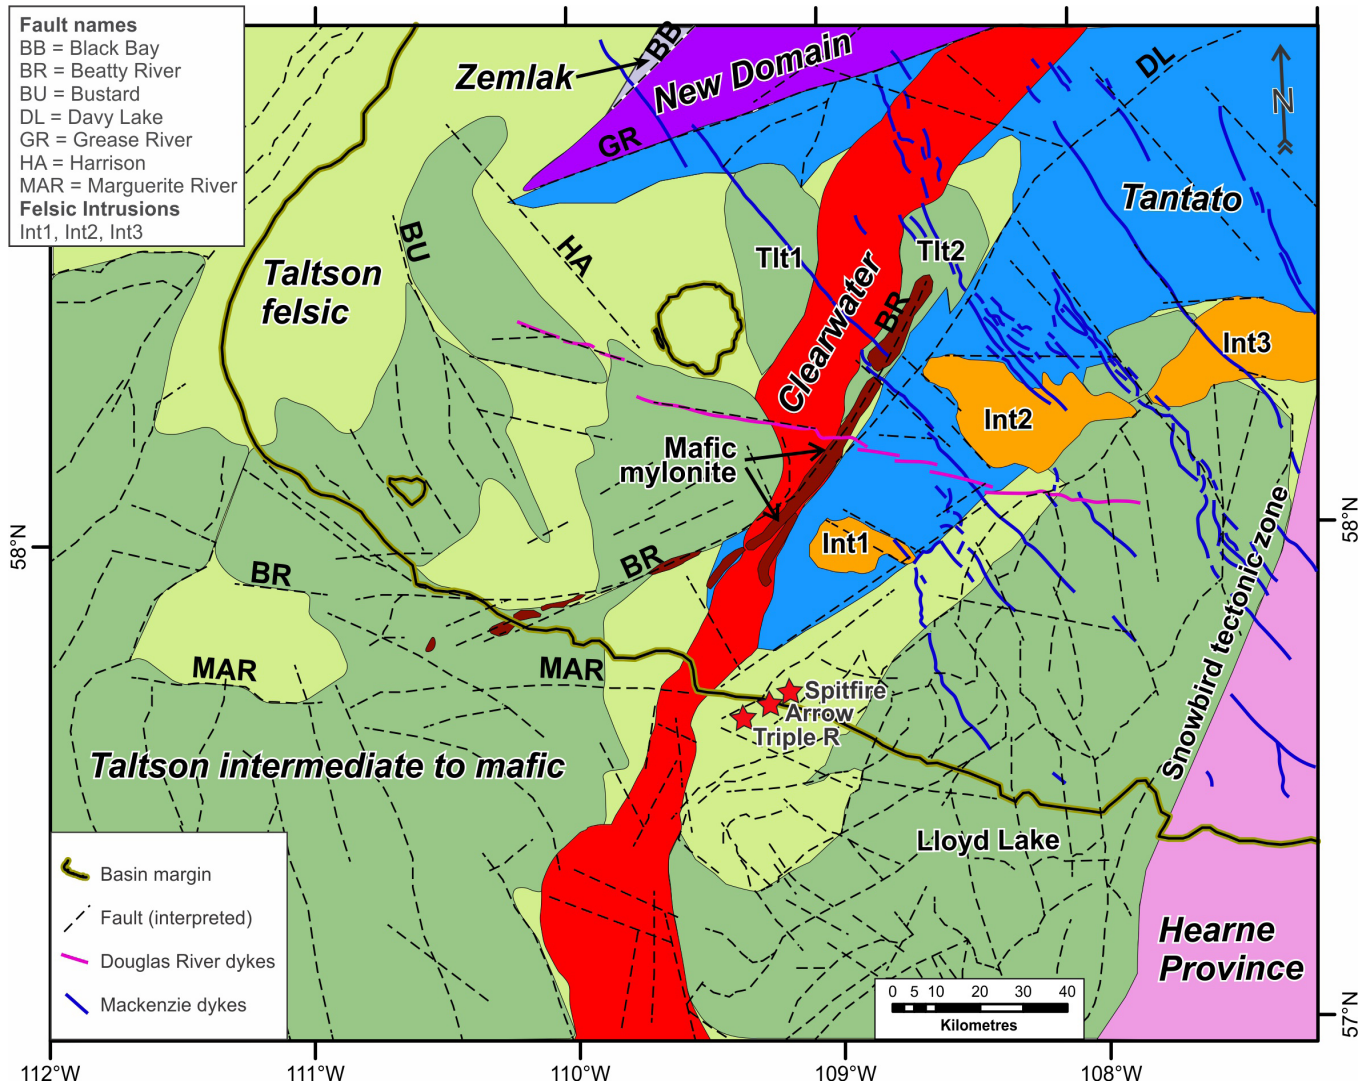 Fault names
BB = Black Bay
BR = Beatty River
BU = Bustard
DL = Davy Lake
GR = Grease River
HA = Harrison
MAR = Marguerite River
Felsic Intrusions
Int1, Int2, Int3
BB
Zemlak
New Domain
DL
N
GR
Tantato
BU
HA
Tlt1
Tlt2
Taltson
felsic
Clearwater
BR
Int3
Int2
Mafic
mylonite
58°N
58°N
Int1
BR
BR
Snowbird tectonic zone
MAR
MAR
Spitfire
Arrow
Triple R
Taltson intermediate to mafic
Lloyd Lake
Basin margin
Fault (interpreted)
Douglas River dykes
Mackenzie dykes
Hearne
Province
0 5 10 20 30 40
Kilometres
57°N
112°W 111°W 110°W 109°W 108°W